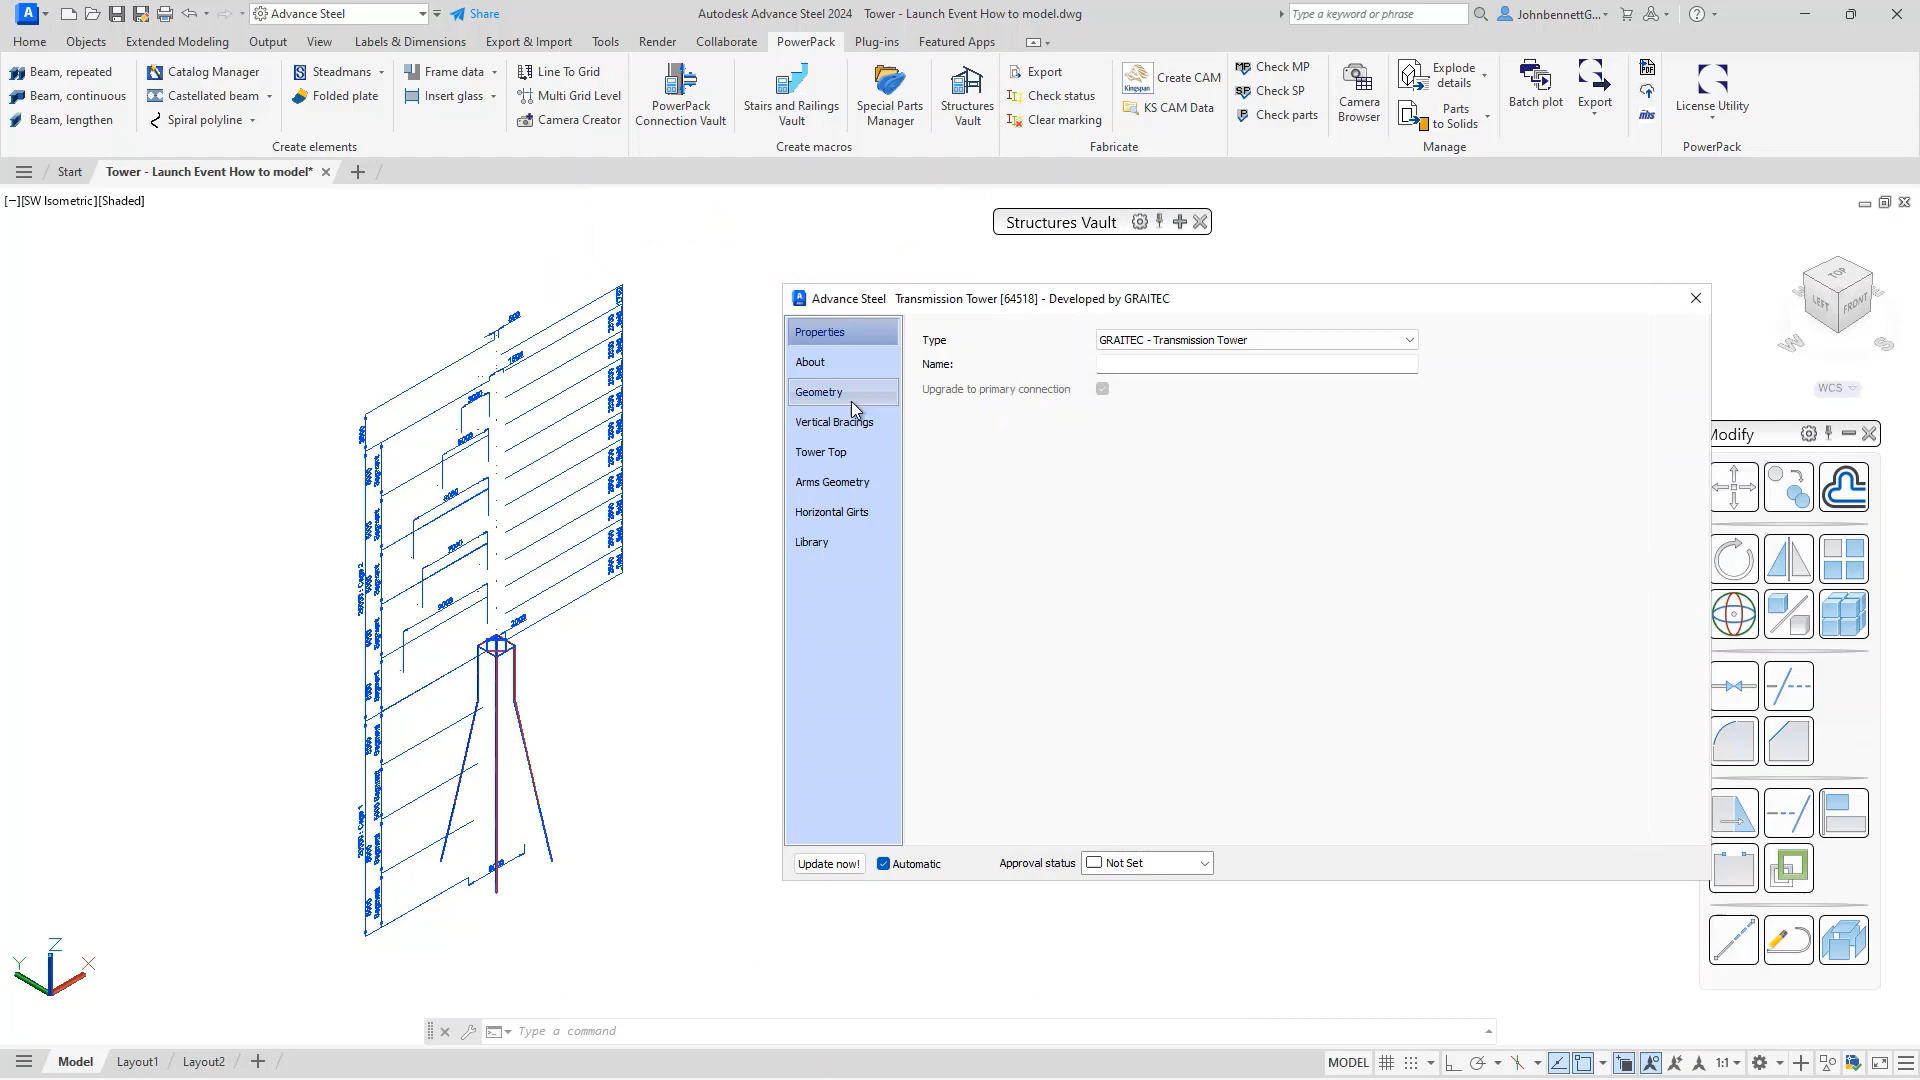 Advance Steel
Share
Autodesk Advance Steel 2024 Tower - Launch Event How to model.dwg
Type a keyword or phrase
JohnbennettG...
Home Objects Extended Modeling Output View Labels & Dimensions Export & Import Tools Render Collaborate PowerPack Plug-ins Featured Apps
Beam, repeated
Beam, continuous
Beam, lengthen
Catalog Manager
Castellated beam
Spiral polyline
Steadmans
Folded plate
Frame data
Insert glass
Line To Grid
Multi Grid Level
Camera Creator
Create elements
PowerPack
Connection Vault
Stairs and Railings
Vault
Special Parts
Manager
Structures
Vault
Create macros
Export
Check status
Clear marking
Kingspan
Create CAM
KS CAM Data
Fabricate
MP Check MP
SP Check SP
P Check parts
Camera
Browser
Explode
details
Parts
to Solids
Batch plot
Export
Manage
License Utility
PowerPack
Start
Tower - Launch Event How to model*
[−][SW Isometric][Shaded]
Structures Vault
TOP
LEFT
FRONT
W
S
WCS
Advance Steel Transmission Tower [64518] - Developed by GRAITEC
Properties
About
Geometry
Vertical Bracings
Tower Top
Arms Geometry
Horizontal Girts
Library
Type
GRAITEC - Transmission Tower
Name:
Upgrade to primary connection
Update now!
Automatic
Approval status
Not Set
Modify
Z
Y
X
Type a command
Model
Layout1
Layout2
MODEL
1:1